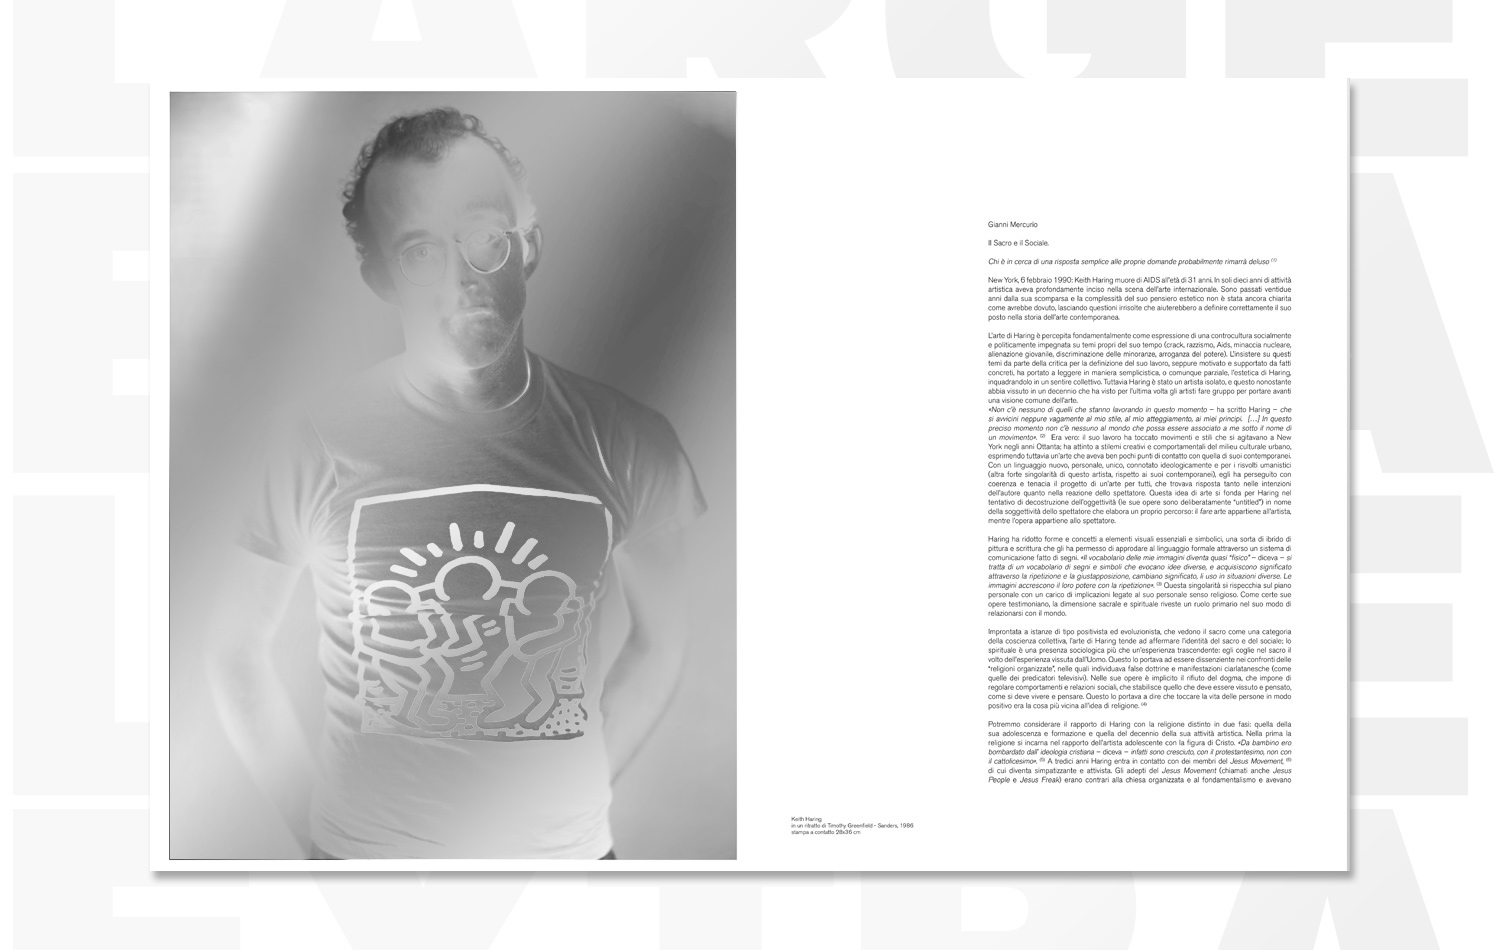 LARGE
EXTRA
Gianni Mercurio
Il Sacro e il Sociale.
Chi è in cerca di una risposta semplice alle proprie domande probabilmente rimarrà deluso (1)
New York, 6 febbraio 1990: Keith Haring muore di AIDS all'età di 31 anni. In soli dieci anni di attività
artistica aveva profondamente inciso nella scena dell'arte internazionale. Sono passati ventidue
anni dalla sua scomparsa e la complessità del suo pensiero estetico non è stata ancora chiarita
come avrebbe dovuto, lasciando questioni irrisolte che aiuterebbero a definire correttamente il suo
posto nella storia dell'arte contemporanea.
L'arte di Haring è percepita fondamentalmente come espressione di una controcultura socialmente
e politicamente impegnata su temi propri del suo tempo (crack, razzismo, Aids, minaccia nucleare,
alienazione giovanile, discriminazione delle minoranze, arroganza del potere). L'insistere su questi
temi da parte della critica per la definizione del suo lavoro, seppure motivato e supportato da fatti
concreti, ha portato a leggere in maniera semplicistica, o comunque parziale, l'estetica di Haring,
inquadrandolo in un sentire collettivo. Tuttavia Haring è stato un artista isolato, e questo nonostante
abbia vissuto in un decennio che ha visto per l'ultima volta gli artisti fare gruppo per portare avanti
una visione comune dell'arte.
«Non c'è nessuno di quelli che stanno lavorando in questo momento – ha scritto Haring – che
si avvicini neppure vagamente al mio stile, al mio atteggiamento, ai miei principi. [...] In questo
preciso momento non c'è nessuno al mondo che possa essere associato a me sotto il nome di
un movimento». (2) Era vero: il suo lavoro ha toccato movimenti e stili che si agitavano a New
York negli anni Ottanta; ha attinto a stilemi creativi e comportamentali del milieu culturale urbano,
esprimendo tuttavia un'arte che aveva ben pochi punti di contatto con quella di suoi contemporanei.
Con un linguaggio nuovo, personale, unico, connotato ideologicamente e per i risvolti umanistici
(altra forte singolarità di questo artista, rispetto ai suoi contemporanei), egli ha perseguito con
coerenza e tenacia il progetto di un'arte per tutti, che trovava risposta tanto nelle intenzioni
dell'autore quanto nella reazione dello spettatore. Questa idea di arte si fonda per Haring nel
tentativo di decostruzione dell'oggettività (le sue opere sono deliberatamente "untitled") in nome
della soggettività dello spettatore che elabora un proprio percorso: il fare arte appartiene all'artista,
mentre l'opera appartiene allo spettatore.
Haring ha ridotto forme e concetti a elementi visuali essenziali e simbolici, una sorta di ibrido di
pittura e scrittura che gli ha permesso di approdare al linguaggio formale attraverso un sistema di
comunicazione fatto di segni. «Il vocabolario delle mie immagini diventa quasi "fisico" – diceva – si
tratta di un vocabolario di segni e simboli che evocano idee diverse, e acquisiscono significato
attraverso la ripetizione e la giustapposizione, cambiano significato, li uso in situazioni diverse. Le
immagini accrescono il loro potere con la ripetizione». (3) Questa singolarità si rispecchia sul piano
personale con un carico di implicazioni legate al suo personale senso religioso. Come certe sue
opere testimoniano, la dimensione sacrale e spirituale riveste un ruolo primario nel suo modo di
relazionarsi con il mondo.
Improntata a istanze di tipo positivista ed evoluzionista, che vedono il sacro come una categoria
della coscienza collettiva, l'arte di Haring tende ad affermare l'identità del sacro e del sociale; lo
spirituale è una presenza sociologica più che un'esperienza trascendente: egli coglie nel sacro il
volto dell'esperienza vissuta dall'Uomo. Questo lo portava ad essere dissenziente nei confronti delle
"religioni organizzate", nelle quali individuava false dottrine e manifestazioni ciarlatanesche (come
quelle dei predicatori televisivi). Nelle sue opere è implicito il rifiuto del dogma, che impone di
regolare comportamenti e relazioni sociali, che stabilisce quello che deve essere vissuto e pensato,
come si deve vivere e pensare. Questo lo portava a dire che toccare la vita delle persone in modo
positivo era la cosa più vicina all'idea di religione. (4)
Potremmo considerare il rapporto di Haring con la religione distinto in due fasi: quella della
sua adolescenza e formazione e quella del decennio della sua attività artistica. Nella prima la
religione si incarna nel rapporto dell'artista adolescente con la figura di Cristo. «Da bambino ero
bombardato dall' ideologia cristiana – diceva – infatti sono cresciuto, con il protestantesimo, non con
il cattolicesimo». (5) A tredici anni Haring entra in contatto con dei membri del Jesus Movement, (6)
di cui diventa simpatizzante e attivista. Gli adepti del Jesus Movement (chiamati anche Jesus
People e Jesus Freak) erano contrari alla chiesa organizzata e al fondamentalismo e avevano
Keith Haring
in un ritratto di Timothy Greenfield - Sanders, 1986
stampa a contatto 28x36 cm